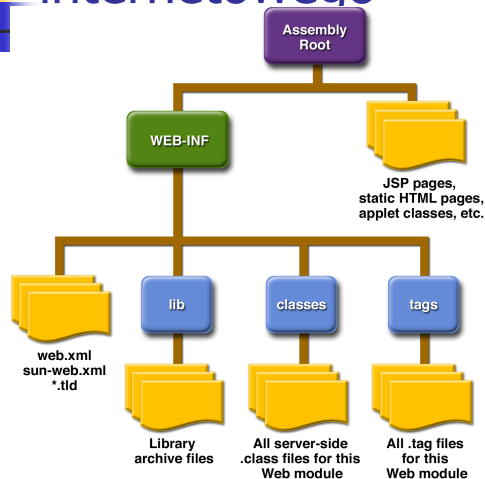 internetowego
Assembly
Root
WEB-INF
JSP pages,
static HTML pages,
applet classes, etc.
lib
classes
tags
web.xml
sun-web.xml
*.tld
Library
archive files
All server-side
.class files for this
Web module
All .tag files
for this
Web module